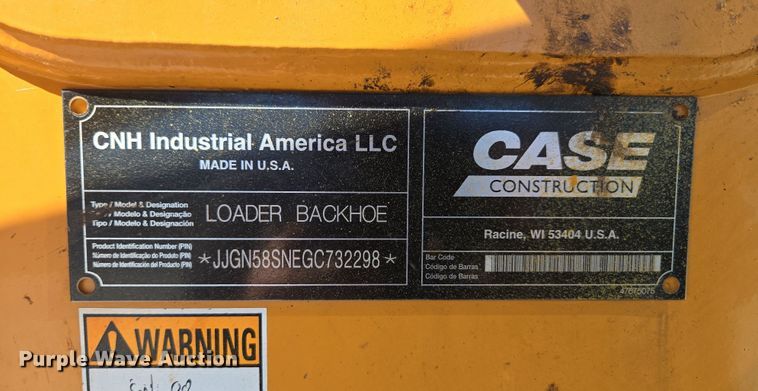 CNH Industrial America LLC
MADE IN U.S.A.
Type / Model & Designation
Tipo / Modelo & Designação
Tipo / Modelo & Designación
LOADER BACKHOE
Product Identification Number (PIN)
Número de Identificação do Produto (PIN)
Número de Identificación del Producto (PIN)
*JJGN58SNEGC732298*
CASE
CONSTRUCTION
Racine, WI 53404 U.S.A.
Bar Code
Código de Barras
Código de Barras
47675075
WARNING
Purple Wave Auction